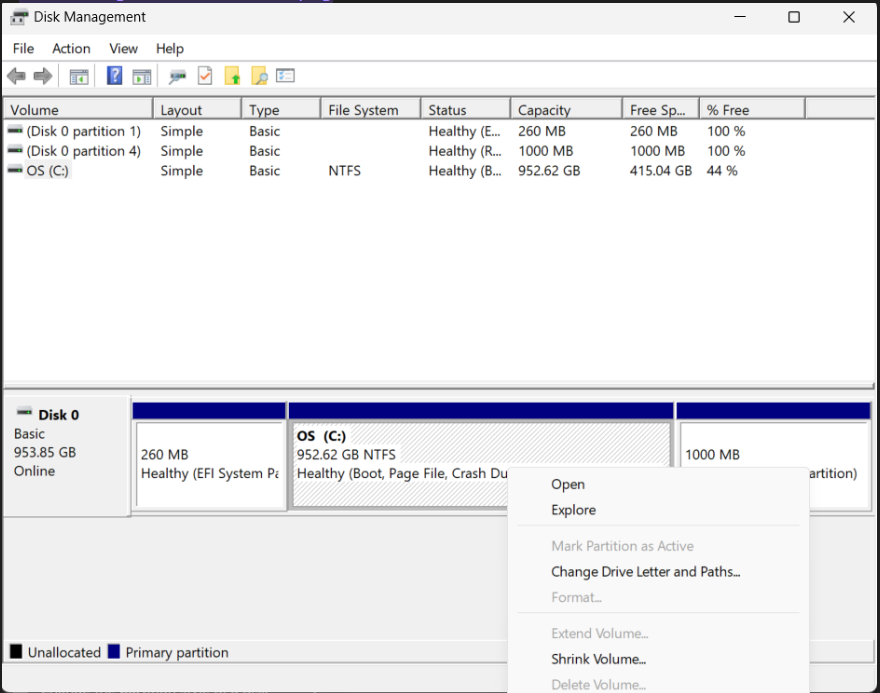 Disk Management
File Action View Help
Volume Layout Type File System Status Capacity Free Sp... % Free
(Disk 0 partition 1) Simple Basic Healthy (E... 260 MB 260 MB 100 %
(Disk 0 partition 4) Simple Basic Healthy (R... 1000 MB 1000 MB 100 %
OS (C:) Simple Basic NTFS Healthy (B... 952.62 GB 415.04 GB 44 %
Disk 0
Basic
953.85 GB
Online
260 MB
Healthy (EFI System Pa
OS (C:)
952.62 GB NTFS
Healthy (Boot, Page File, Crash Du
1000 MB
artition)
Open
Explore
Mark Partition as Active
Change Drive Letter and Paths...
Format...
Extend Volume...
Shrink Volume...
Delete Volume...
Unallocated Primary partition